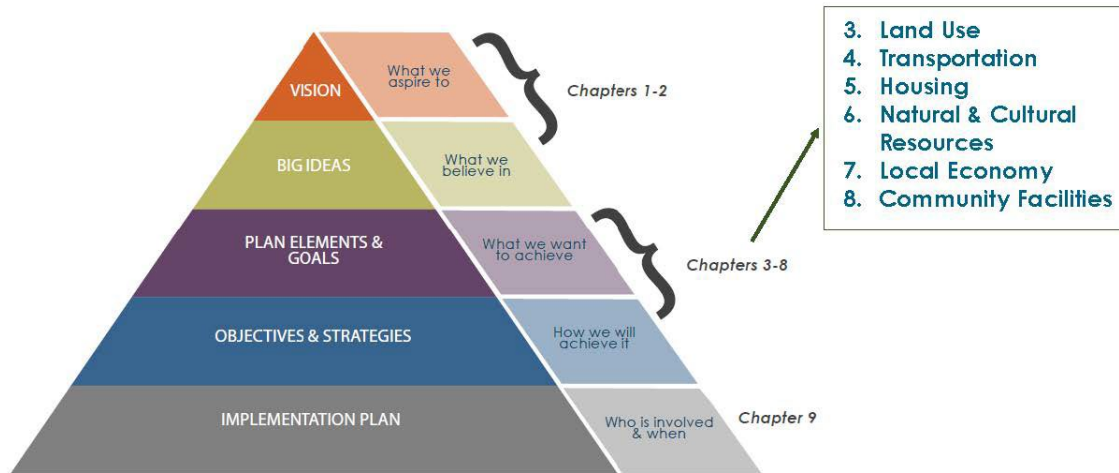 VISION
What we
aspire to
Chapters 1-2
BIG IDEAS
What we
believe in
PLAN ELEMENTS &
GOALS
What we want
to achieve
Chapters 3-8
OBJECTIVES & STRATEGIES
How we will
achieve it
IMPLEMENTATION PLAN
Who is involved
& when
Chapter 9
3. Land Use
4. Transportation
5. Housing
6. Natural & Cultural
Resources
7. Local Economy
8. Community Facilities